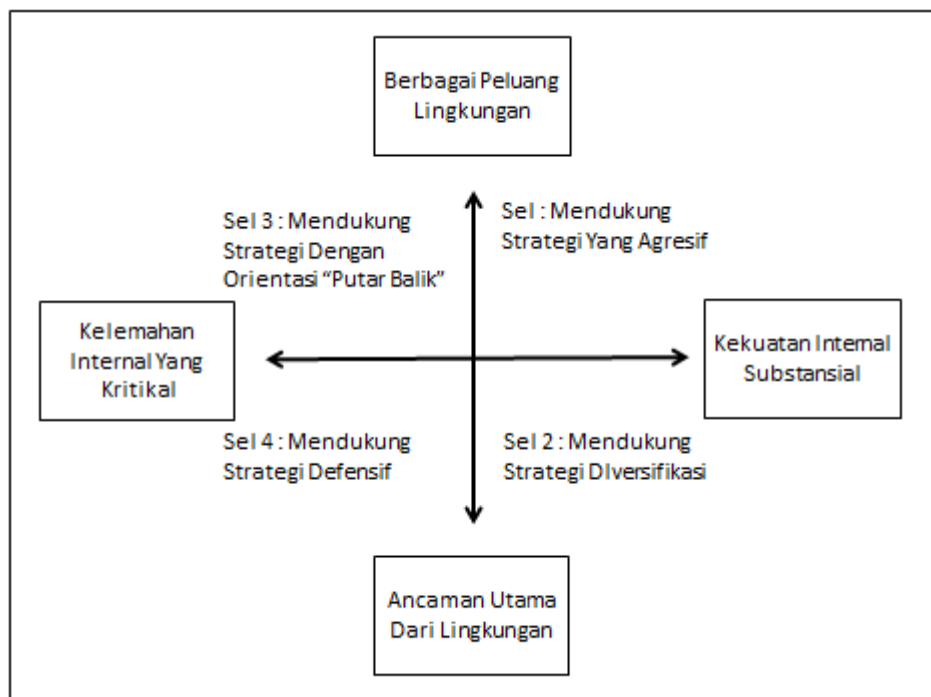 Berbagai Peluang
Lingkungan
Sel 3 : Mendukung
Strategi Dengan
Orientasi “Putar Balik”
Sel : Mendukung
Strategi Yang Agresif
Kelemahan
Internal Yang
Kritikal
Kekuatan Internal
Substansial
Sel 4 : Mendukung
Strategi Defensif
Sel 2 : Mendukung
Strategi DIversifikasi
Ancaman Utama
Dari Lingkungan